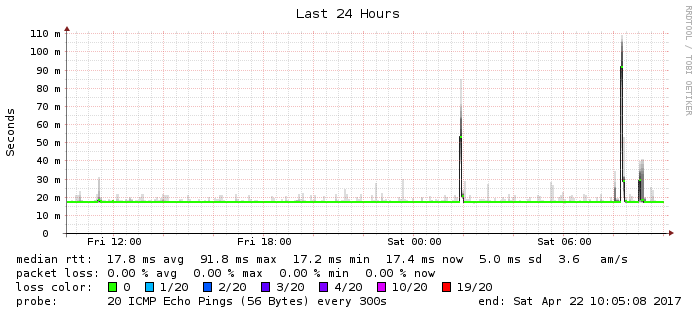 Last 24 Hours
RRDTOOL / TOBI OETIKER
Seconds
110 m
100 m
90 m
80 m
70 m
60 m
50 m
40 m
30 m
20 m
10 m
0
Fri 12:00 Fri 18:00 Sat 00:00 Sat 06:00
median rtt: 17.8 ms avg 91.8 ms max 17.2 ms min 17.4 ms now 5.0 ms sd 3.6 am/s
packet loss: 0.00 % avg 0.00 % max 0.00 % min 0.00 % now
loss color: 0 1/20 2/20 3/20 4/20 10/20 19/20
probe: 20 ICMP Echo Pings (56 Bytes) every 300s end: Sat Apr 22 10:05:08 2017